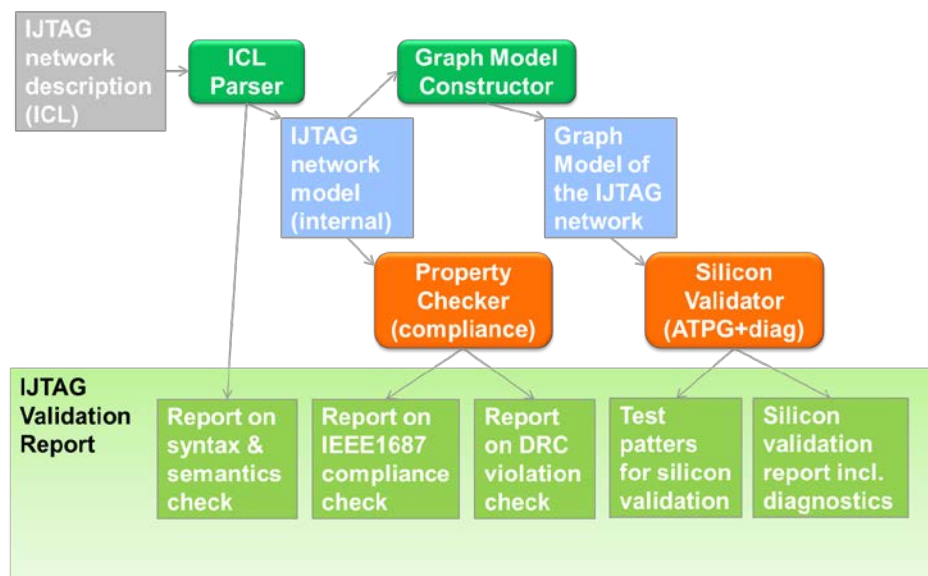 IJTAG
network
description
(ICL)
ICL
Parser
Graph Model
Constructor
IJTAG
network
model
(internal)
Graph
Model of
the IJTAG
network
Property
Checker
(compliance)
Silicon
Validator
(ATPG+diag)
IJTAG
Validation
Report
Report on
syntax &
semantics
check
Report on
IEEE1687
compliance
check
Report
on DRC
violation
check
Test
patters
for silicon
validation
Silicon
validation
report incl.
diagnostics